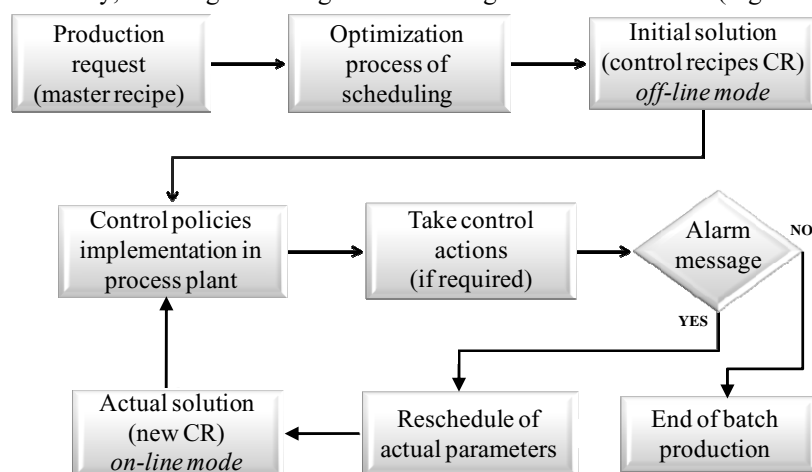 Production
request
(master recipe)
Optimization
process of
scheduling
Initial solution
(control recipes CR)
off-line mode
Control policies
implementation in
process plant
Take control
actions
(if required)
Alarm
message
NO
YES
Actual solution
(new CR)
on-line mode
Reschedule of
actual parameters
End of batch
production